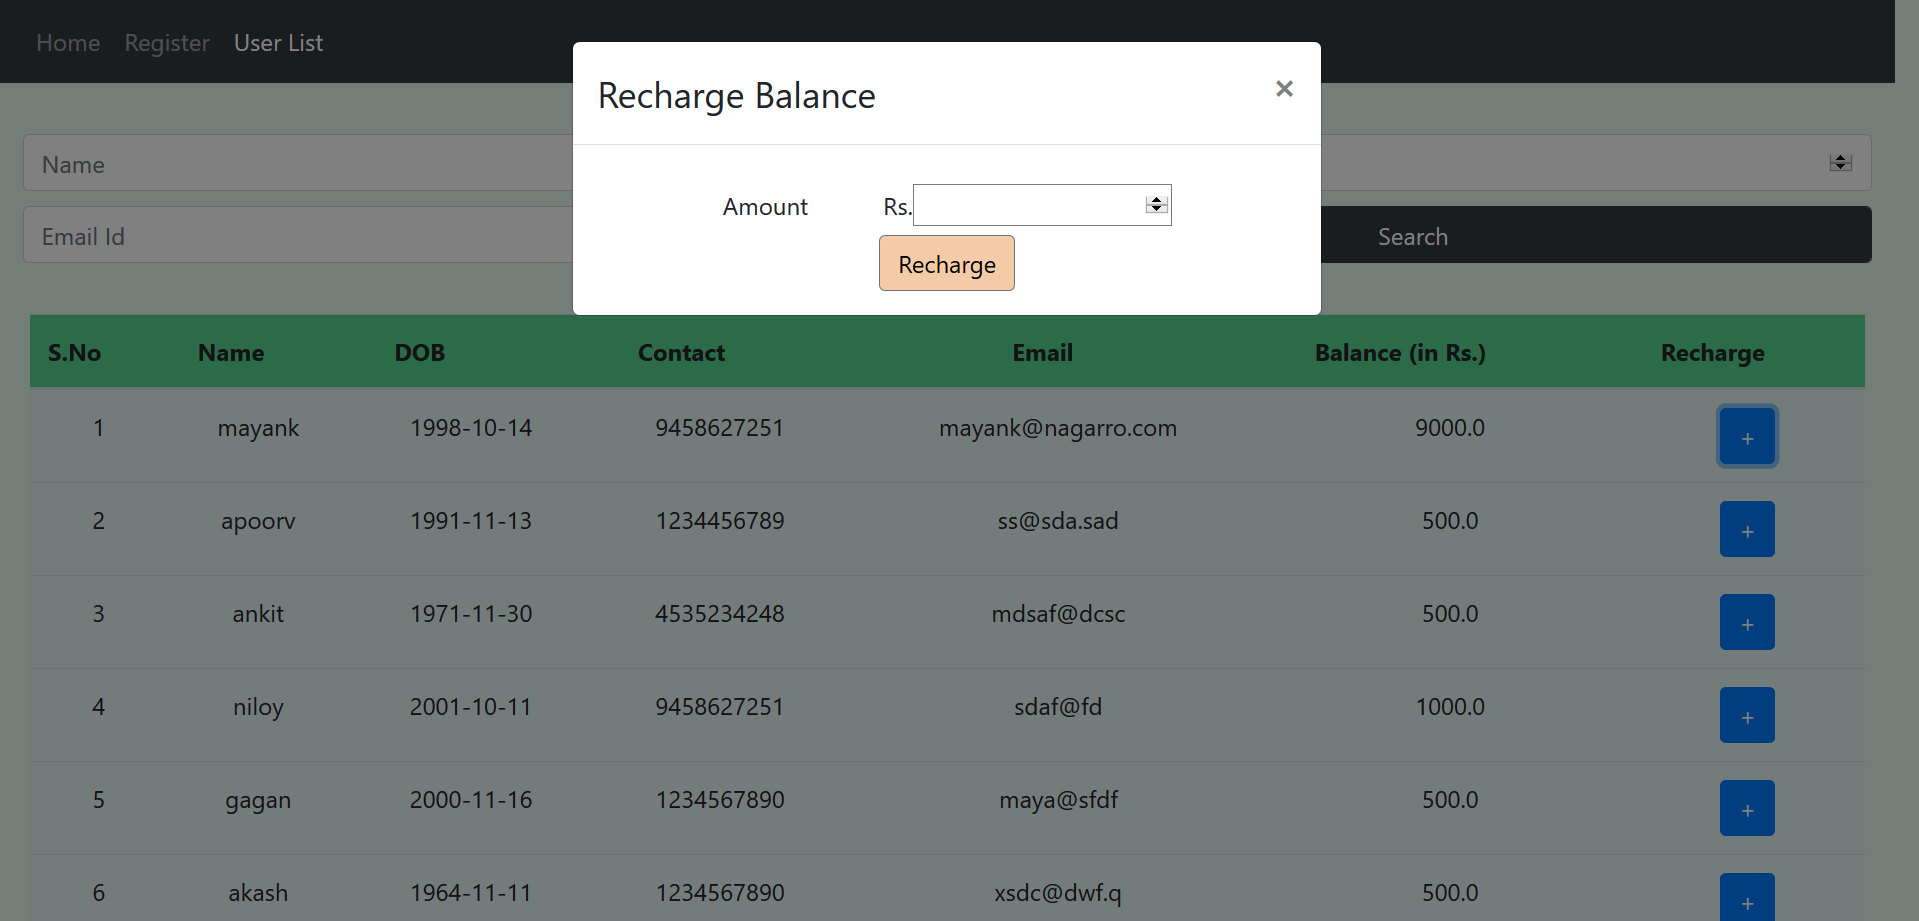 Home Register User List
Recharge Balance ×
Name
Amount Rs.
Email Id
Search
Recharge
S.No Name DOB Contact Email Balance (in Rs.) Recharge
1 mayank 1998-10-14 9458627251 mayank@nagarro.com 9000.0 +
2 apoorv 1991-11-13 1234456789 ss@sda.sad 500.0 +
3 ankit 1971-11-30 4535234248 mdsaf@dcsc 500.0 +
4 niloy 2001-10-11 9458627251 sdaf@fd 1000.0 +
5 gagan 2000-11-16 1234567890 maya@sfdf 500.0 +
6 akash 1964-11-11 1234567890 xsdc@dwf.q 500.0 +